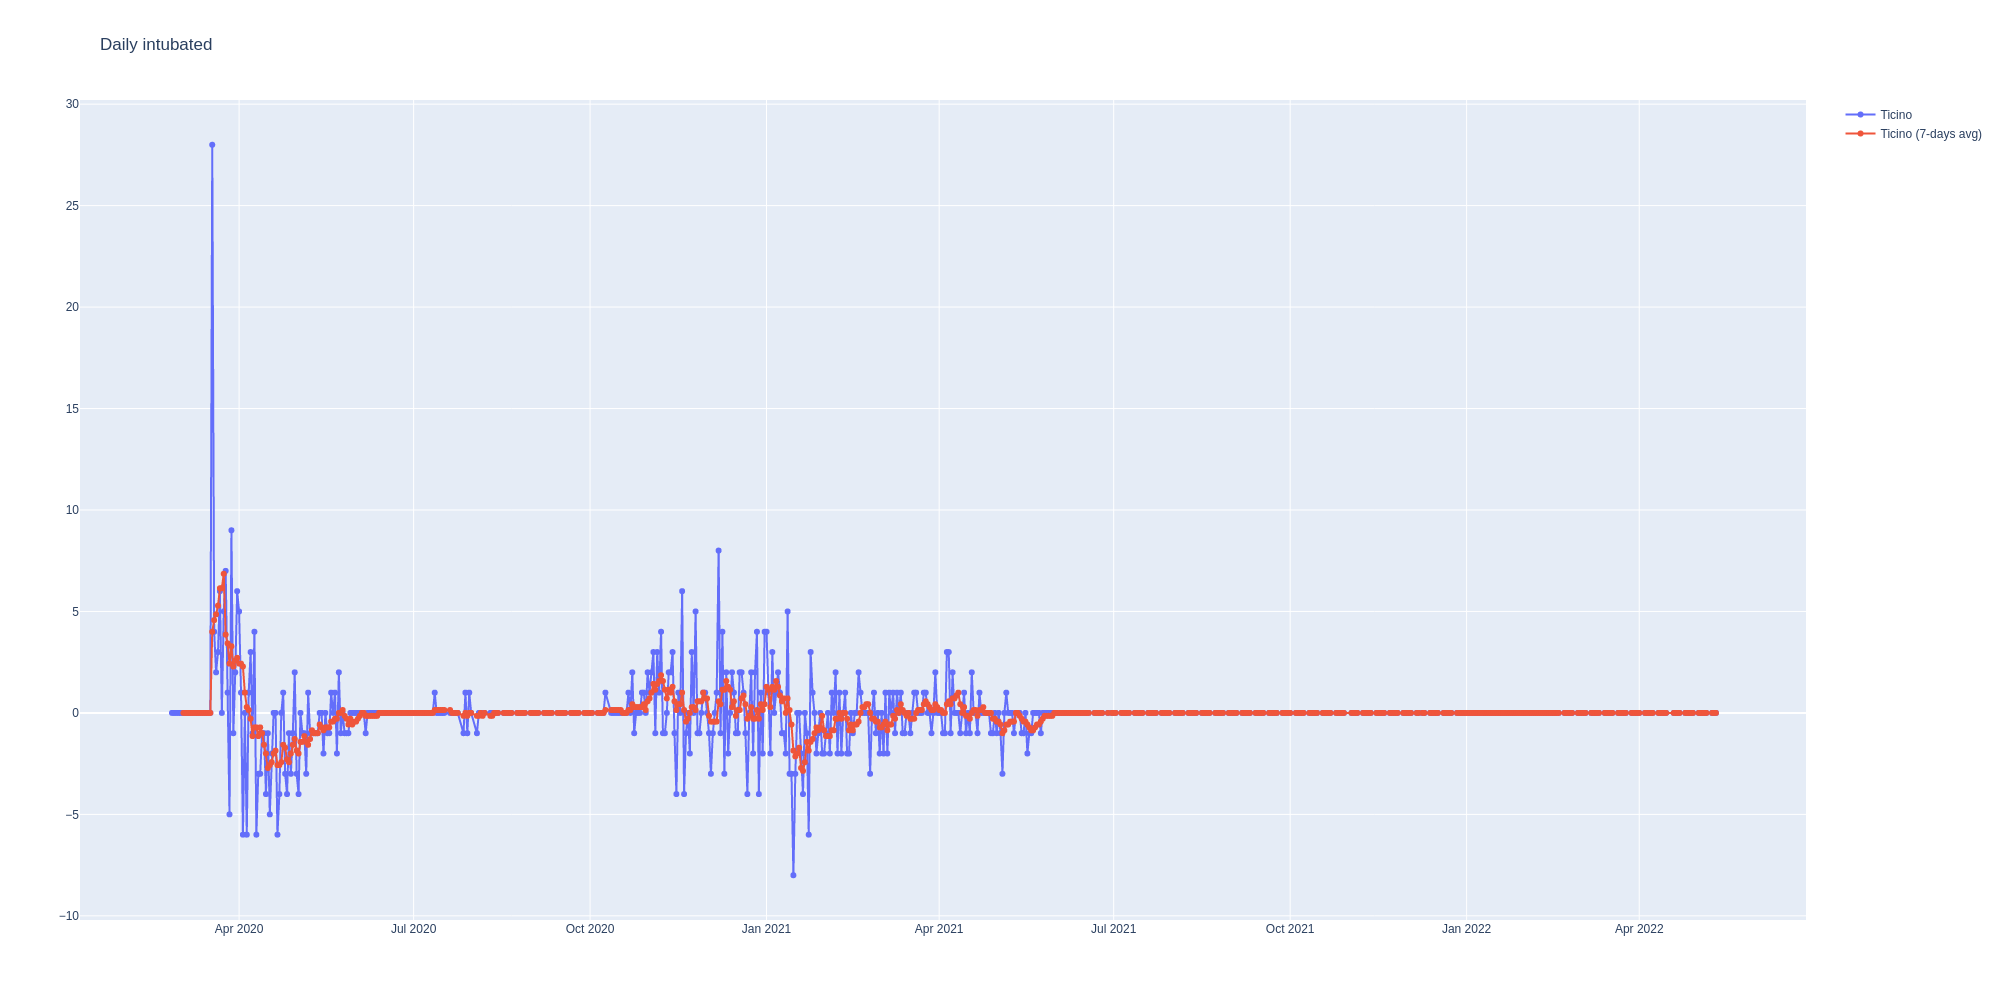 Daily intubated
30
25
20
15
10
5
0
−5
−10
Apr 2020
Jul 2020
Oct 2020
Jan 2021
Apr 2021
Jul 2021
Oct 2021
Jan 2022
Apr 2022
Ticino
Ticino (7-days avg)